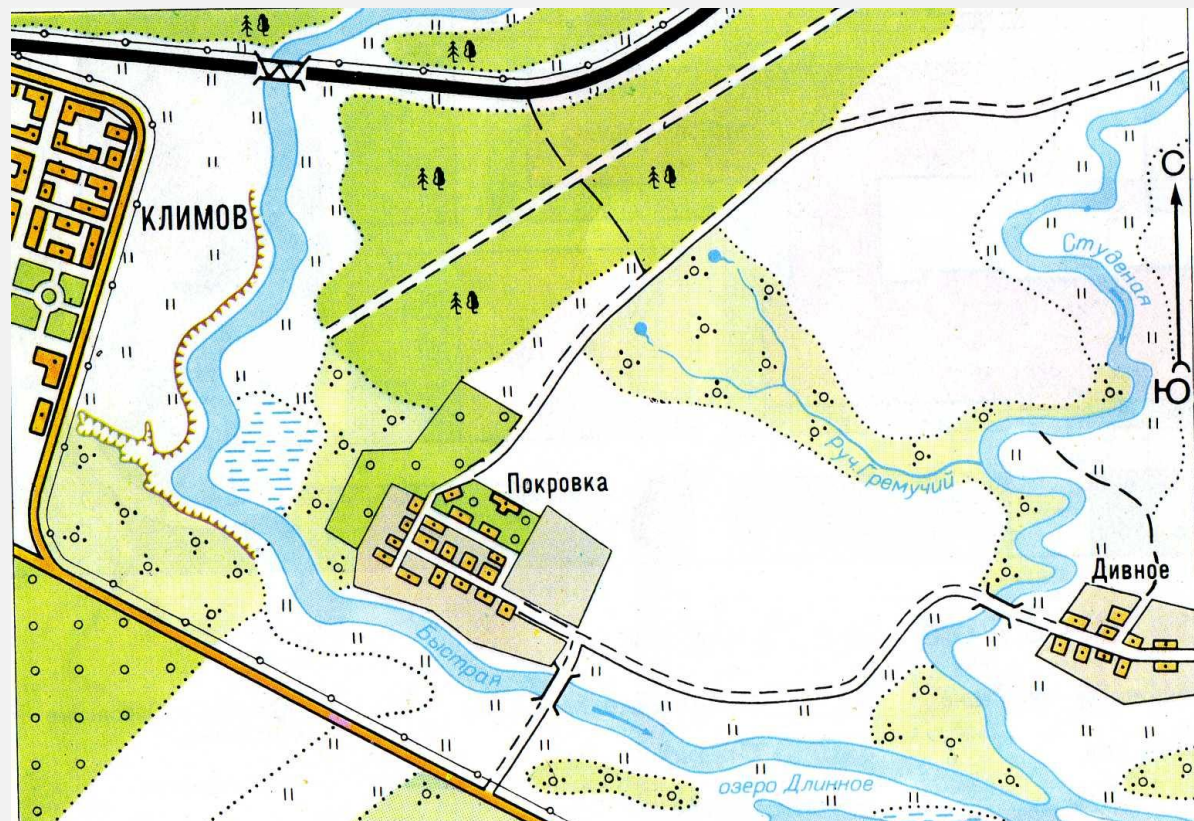 С
КЛИМОВ
Студеная
Ю
Руч. Гремучий
Покровка
Дивное
Быстрая
озеро Длинное